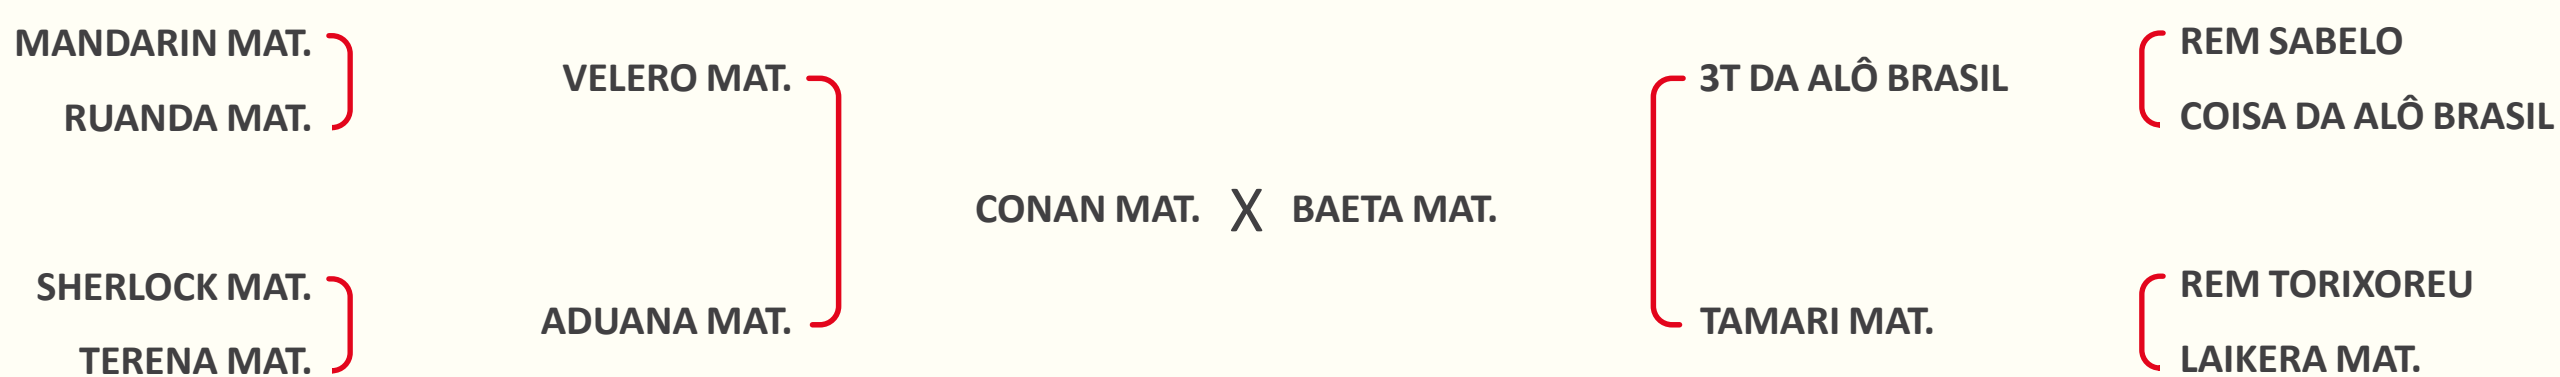 MANDARIN MAT.
RUANDA MAT.
SHERLOCK MAT.
TERENA MAT.
VELERO MAT.
ADUANA MAT.
CONAN MAT. X BAETA MAT.
3T DA ALÔ BRASIL
TAMARI MAT.
REM SABELO
COISA DA ALÔ BRASIL
REM TORIXOREU
LAIKERA MAT.